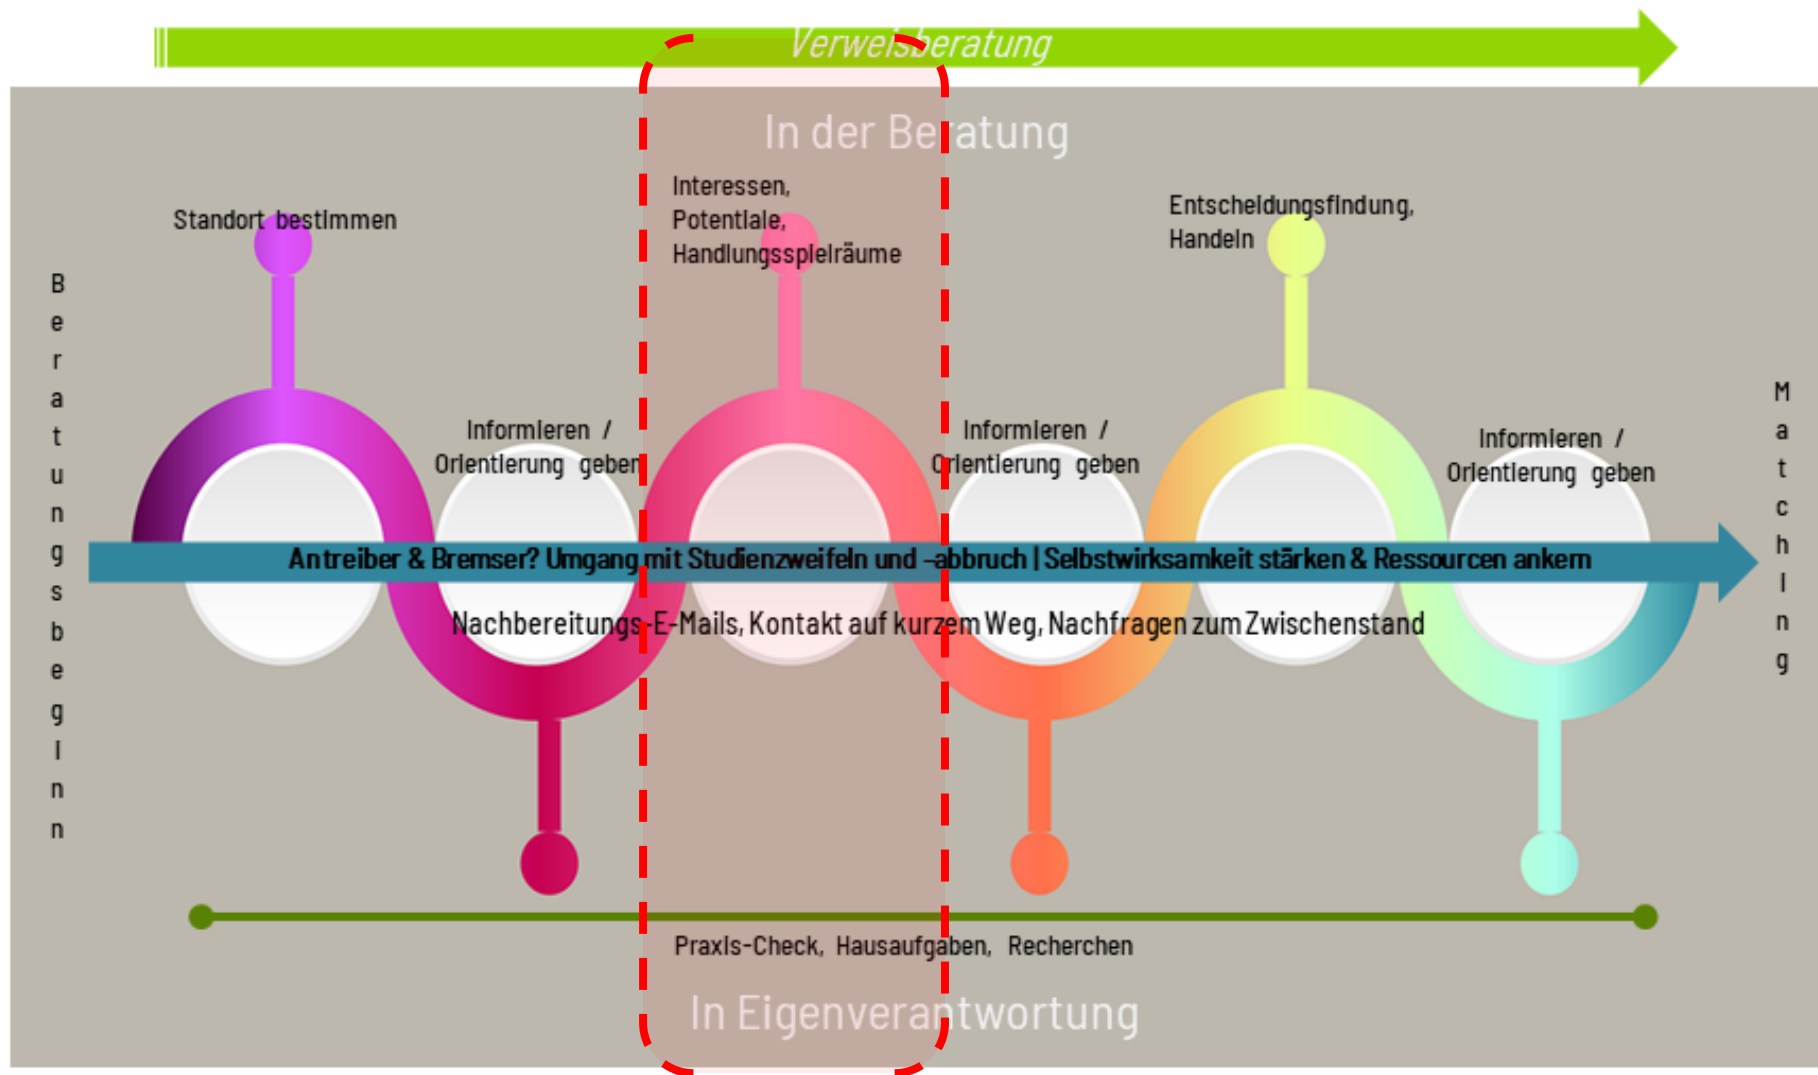 Verweisberatung
In der Beratung
Standort bestimmen
Interessen,
Potentiale,
Handlungsspielräume
Entscheidungsfindung,
Handeln
Beratungsbeginn
Informieren /
Orientierung geben
Informieren /
Orientierung geben
Informieren /
Orientierung geben
Matching
Antreiber & Bremser? Umgang mit Studienzweifeln und –abbruch | Selbstwirksamkeit stärken & Ressourcen ankern
Nachbereitungs-E-Mails, Kontakt auf kurzem Weg, Nachfragen zum Zwischenstand
Praxis-Check, Hausaufgaben, Recherchen
In Eigenverantwortung